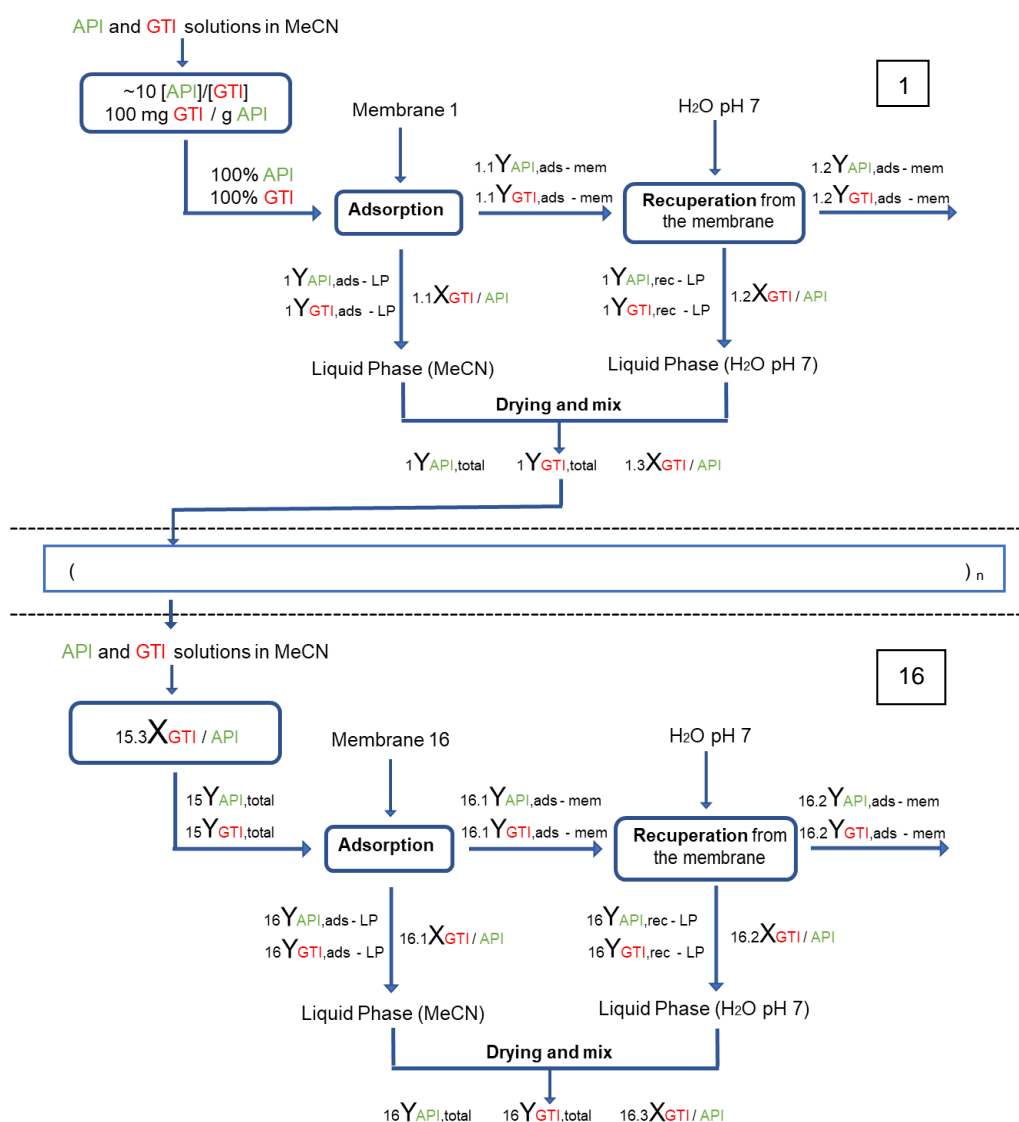 API and GTI solutions in MeCN
1
~10 [API]/[GTI]
100 mg GTI / g API
Membrane 1
H₂O pH 7
100% API
100% GTI
Adsorption
1.1YAPI,ads - mem
1.1YGTI,ads - mem
Recuperation from
the membrane
1.2YAPI,ads - mem
1.2YGTI,ads - mem
1YAPI,ads - LP
1YGTI,ads - LP
1.1XGTI / API
1YAPI,rec - LP
1YGTI,rec - LP
1.2XGTI / API
Liquid Phase (MeCN)
Liquid Phase (H₂O pH 7)
Drying and mix
1YAPI,total
1YGTI,total
1.3XGTI / API
( )n
API and GTI solutions in MeCN
16
15.3XGTI / API
Membrane 16
H₂O pH 7
15YAPI,total
15YGTI,total
Adsorption
16.1YAPI,ads - mem
16.1YGTI,ads - mem
Recuperation from
the membrane
16.2YAPI,ads - mem
16.2YGTI,ads - mem
16YAPI,ads - LP
16YGTI,ads - LP
16.1XGTI / API
16YAPI,rec - LP
16YGTI,rec - LP
16.2XGTI / API
Liquid Phase (MeCN)
Liquid Phase (H₂O pH 7)
Drying and mix
16YAPI,total
16YGTI,total
16.3XGTI / API